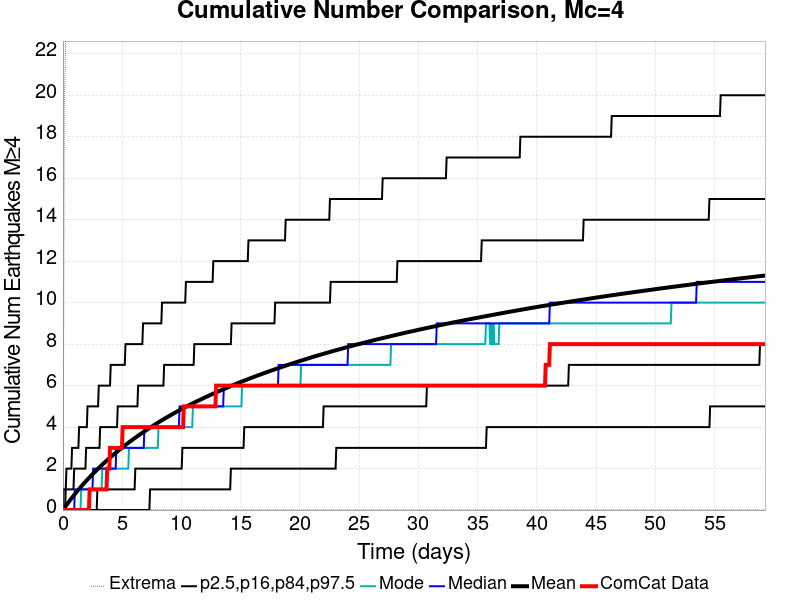 Cumulative Number Comparison, Mc=4
Cumulative Num Earthquakes M≥4
22
20
18
16
14
12
10
8
6
4
2
0
0 5 10 15 20 25 30 35 40 45 50 55
Time (days)
Extrema p2.5,p16,p84,p97.5 Mode Median Mean ComCat Data